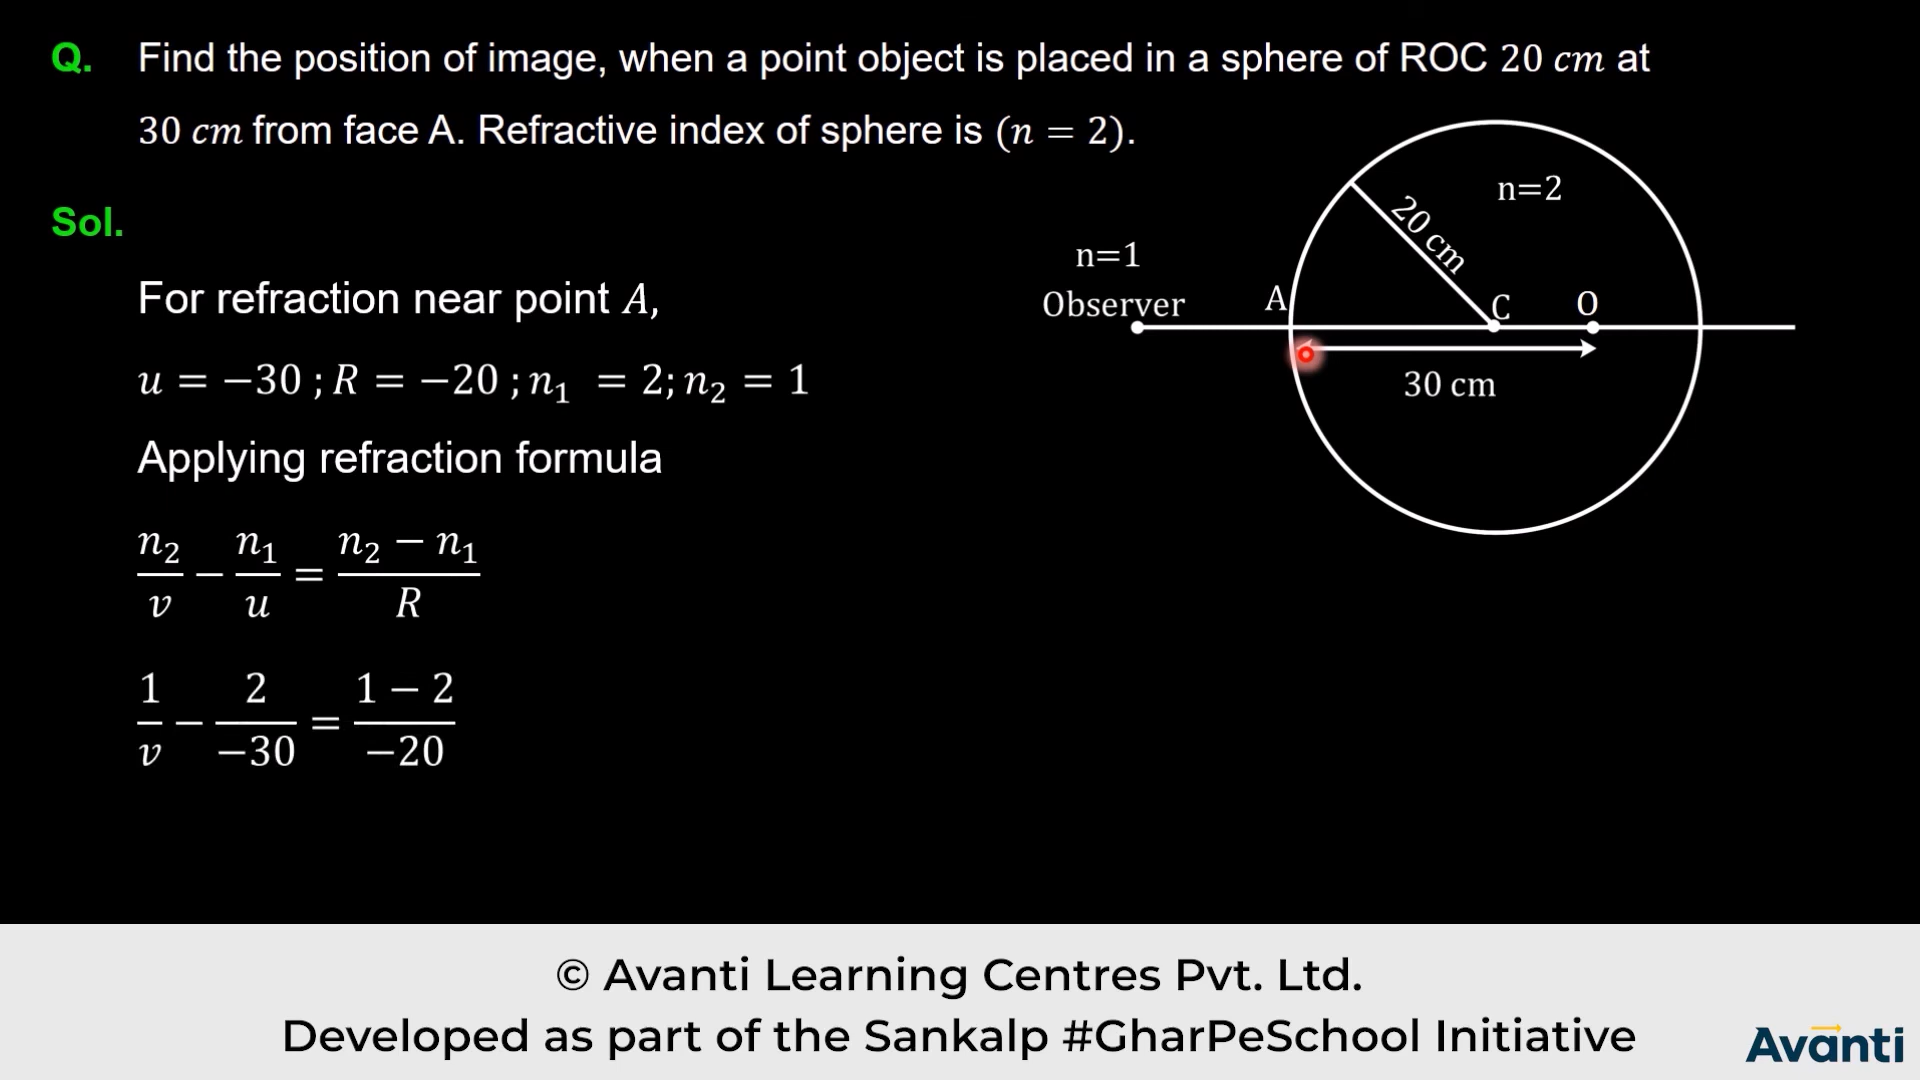 Q. Find the position of image, when a point object is placed in a sphere of ROC 20 cm at
30 cm from face A. Refractive index of sphere is (n = 2).
Sol.
For refraction near point A,
u = −30 ; R = −20 ; n₁ = 2; n₂ = 1
Applying refraction formula
n₂/v − n₁/u = (n₂ − n₁)/R
1/v − 2/−30 = (1 − 2)/−20
n=2
20 cm
n=1
Observer
A
C
O
30 cm
© Avanti Learning Centres Pvt. Ltd.
Developed as part of the Sankalp #GharPeSchool Initiative
Avanti